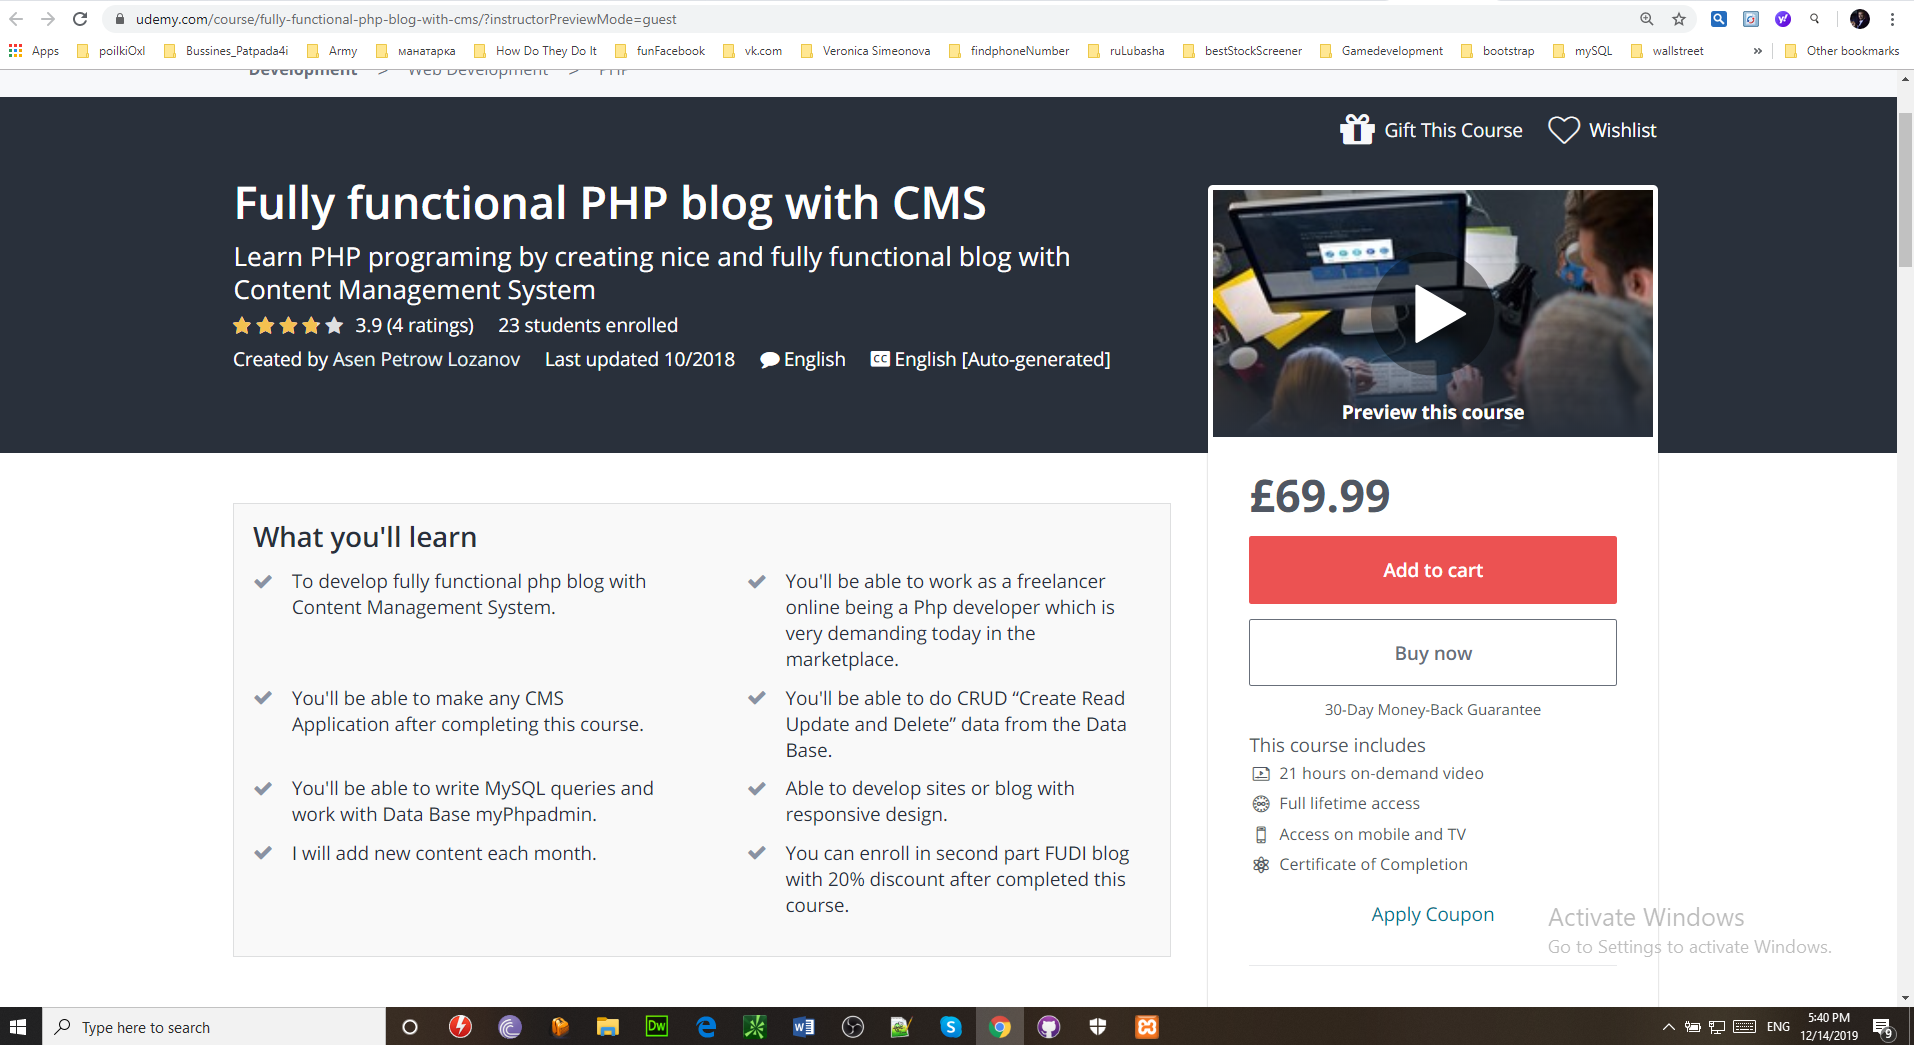 udemy.com/course/fully-functional-php-blog-with-cms/?instructorPreviewMode=guest
Apps poilkiOxl Bussines_Patpada4i Army манатарка How Do They Do It funFacebook vk.com Veronica Simeonova findphoneNumber ruLubasha bestStockScreener Gamedevelopment bootstrap mySQL wallstreet » Other bookmarks
Development > Web Development > PHP
Gift This Course Wishlist
Fully functional PHP blog with CMS
Learn PHP programing by creating nice and fully functional blog with
Content Management System
3.9 (4 ratings) 23 students enrolled
Created by Asen Petrow Lozanov Last updated 10/2018 English CC English [Auto-generated]
Preview this course
£69.99
Add to cart
Buy now
30-Day Money-Back Guarantee
This course includes
21 hours on-demand video
Full lifetime access
Access on mobile and TV
Certificate of Completion
Apply Coupon
What you'll learn
To develop fully functional php blog with
Content Management System.
You'll be able to work as a freelancer
online being a Php developer which is
very demanding today in the
marketplace.
You'll be able to make any CMS
Application after completing this course.
You'll be able to do CRUD “Create Read
Update and Delete” data from the Data
Base.
You'll be able to write MySQL queries and
work with Data Base myPhpadmin.
Able to develop sites or blog with
responsive design.
I will add new content each month.
You can enroll in second part FUDI blog
with 20% discount after completed this
course.
Activate Windows
Go to Settings to activate Windows.
Type here to search
Dw
ENG
5:40 PM
12/14/2019
9